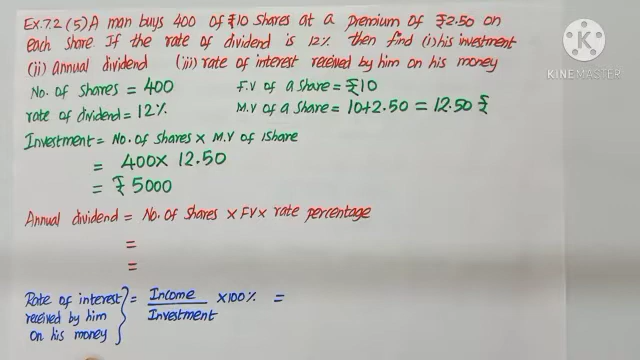 Ex:7.2 (5) A man buys 400 of ₹10 shares at a premium of ₹2.50 on
each share. If the rate of dividend is 12% then find (i) his investment
(ii) annual dividend (iii) rate of interest received by him on his money
No. of shares = 400 F.V of a share = ₹10
rate of dividend = 12% M.V of a share = 10+2.50 = 12.50 ₹
Investment = No. of shares × M.V of 1share
= 400× 12.50
= ₹ 5000
Annual dividend = No. of shares × FV× rate percentage
=
=
Rate of interest received by him on his money } = Income / Investment ×100% =
KINEMASTER